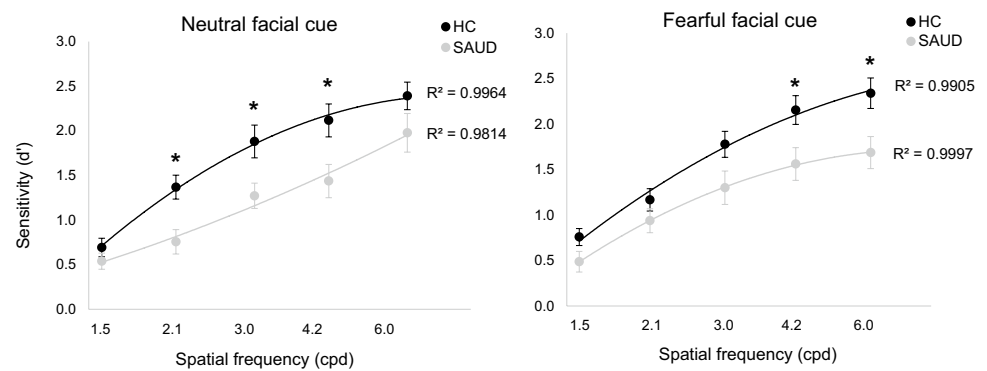 Neutral facial cue
HC
SAUD
3.0
2.5
2.0
1.5
1.0
0.5
0.0
Sensitivity (d')
*
*
*
R² = 0.9964
R² = 0.9814
1.5 2.1 3.0 4.2 6.0
Spatial frequency (cpd)
Fearful facial cue
HC
SAUD
3.0
2.5
2.0
1.5
1.0
0.5
0.0
*
*
R² = 0.9905
R² = 0.9997
1.5 2.1 3.0 4.2 6.0
Spatial frequency (cpd)